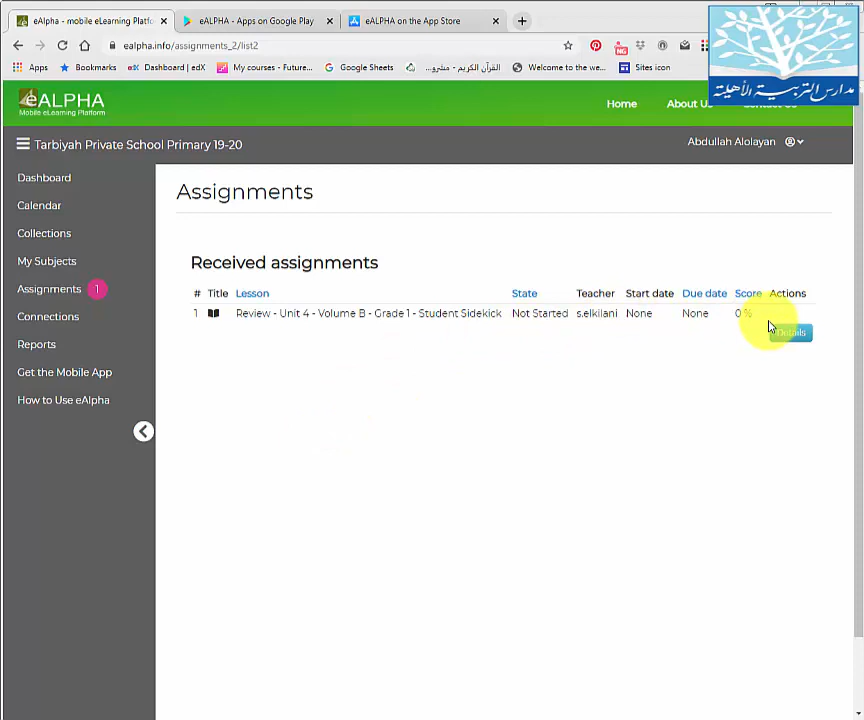 eAlpha - mobile eLearning Platfo
eALPHA - Apps on Google Play
eALPHA on the App Store
ealpha.info/assignments_2/list2
Apps
Bookmarks
Dashboard | edX
My courses - Future...
Google Sheets
القرآن الكريم - مشرو...
Welcome to the we...
Sites icon
مدارس التربية الأهلية
eALPHA
Mobile eLearning Platform
Home
About Us
Tarbiyah Private School Primary 19-20
Abdullah Alolayan
Dashboard
Calendar
Collections
My Subjects
Assignments 1
Connections
Reports
Get the Mobile App
How to Use eAlpha
Assignments
Received assignments
# Title Lesson State Teacher Start date Due date Score Actions
1 Review - Unit 4 - Volume B - Grade 1 - Student Sidekick Not Started s.elkilani None None 0 %
Details